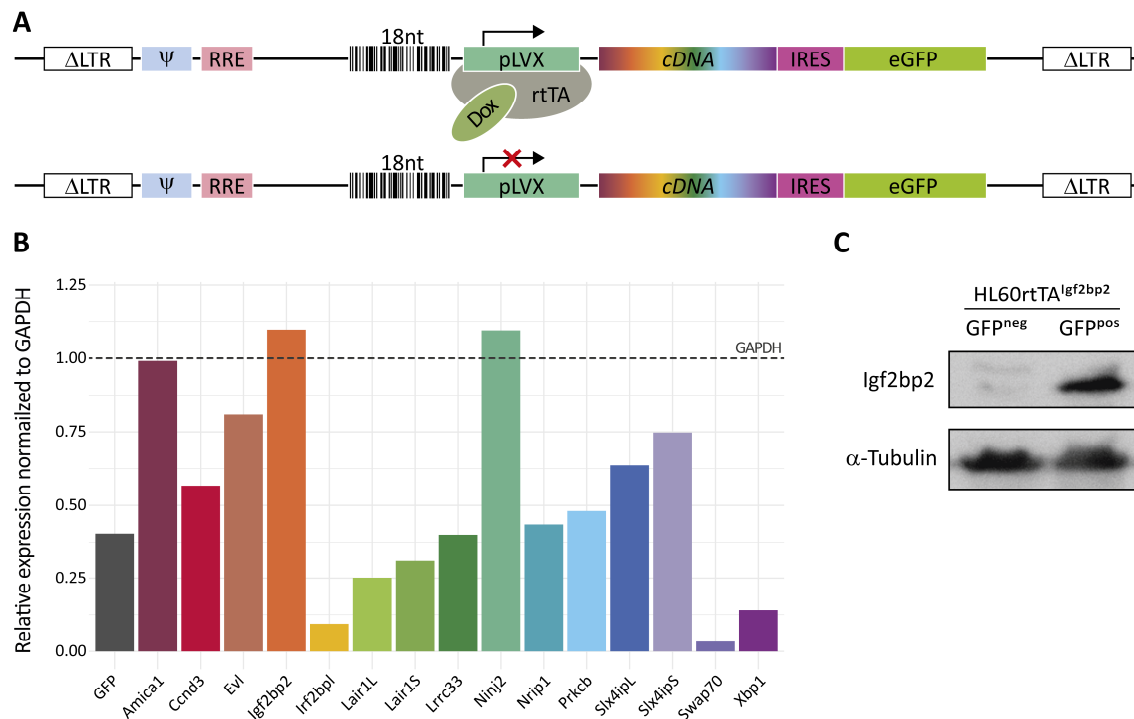 A
18nt
ΔLTR Ψ RRE pLVX cDNA IRES eGFP ΔLTR
rtTA
Dox
18nt
ΔLTR Ψ RRE pLVX cDNA IRES eGFP ΔLTR
B
Relative expression normailzed to GAPDH
1.25
1.00
0.75
0.50
0.25
0.00
GAPDH
GFP
Amica1
Ccnd3
Evl
Igf2bp2
Irf2bpl
Lair1L
Lair1S
Lrrc33
Ninj2
Nrip1
Prkcb
Slx4ipL
Slx4ipS
Swap70
Xbp1
C
HL60rtTA^Igf2bp2
GFP^neg GFP^pos
Igf2bp2
α-Tubulin